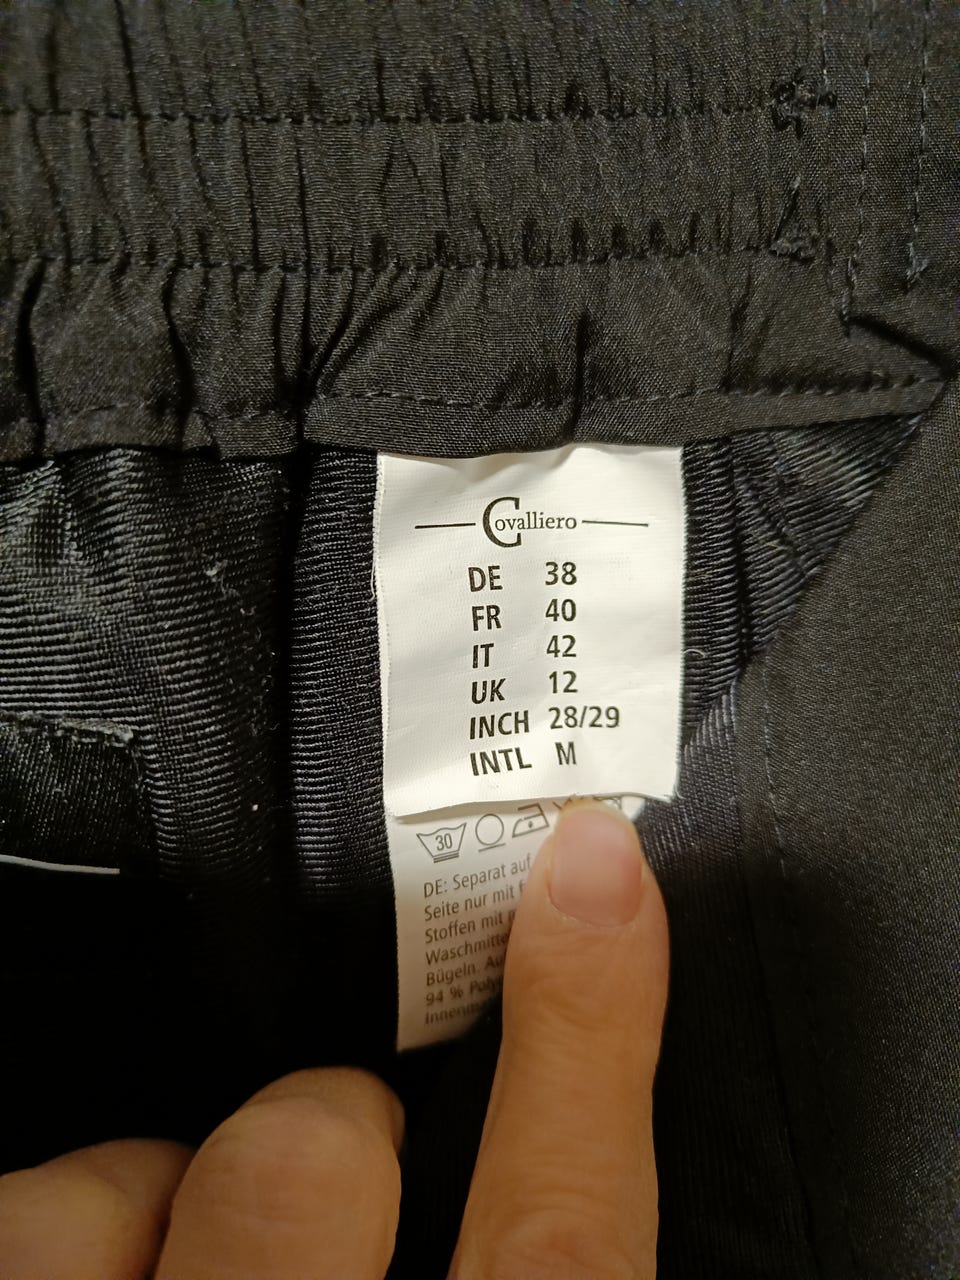 Covalliero
DE 38
FR 40
IT 42
UK 12
INCH 28/29
INTL M
30
DE: Separat auf
Seite nur mit
Stoffen mit
Waschmitte
Bügeln.
94 %